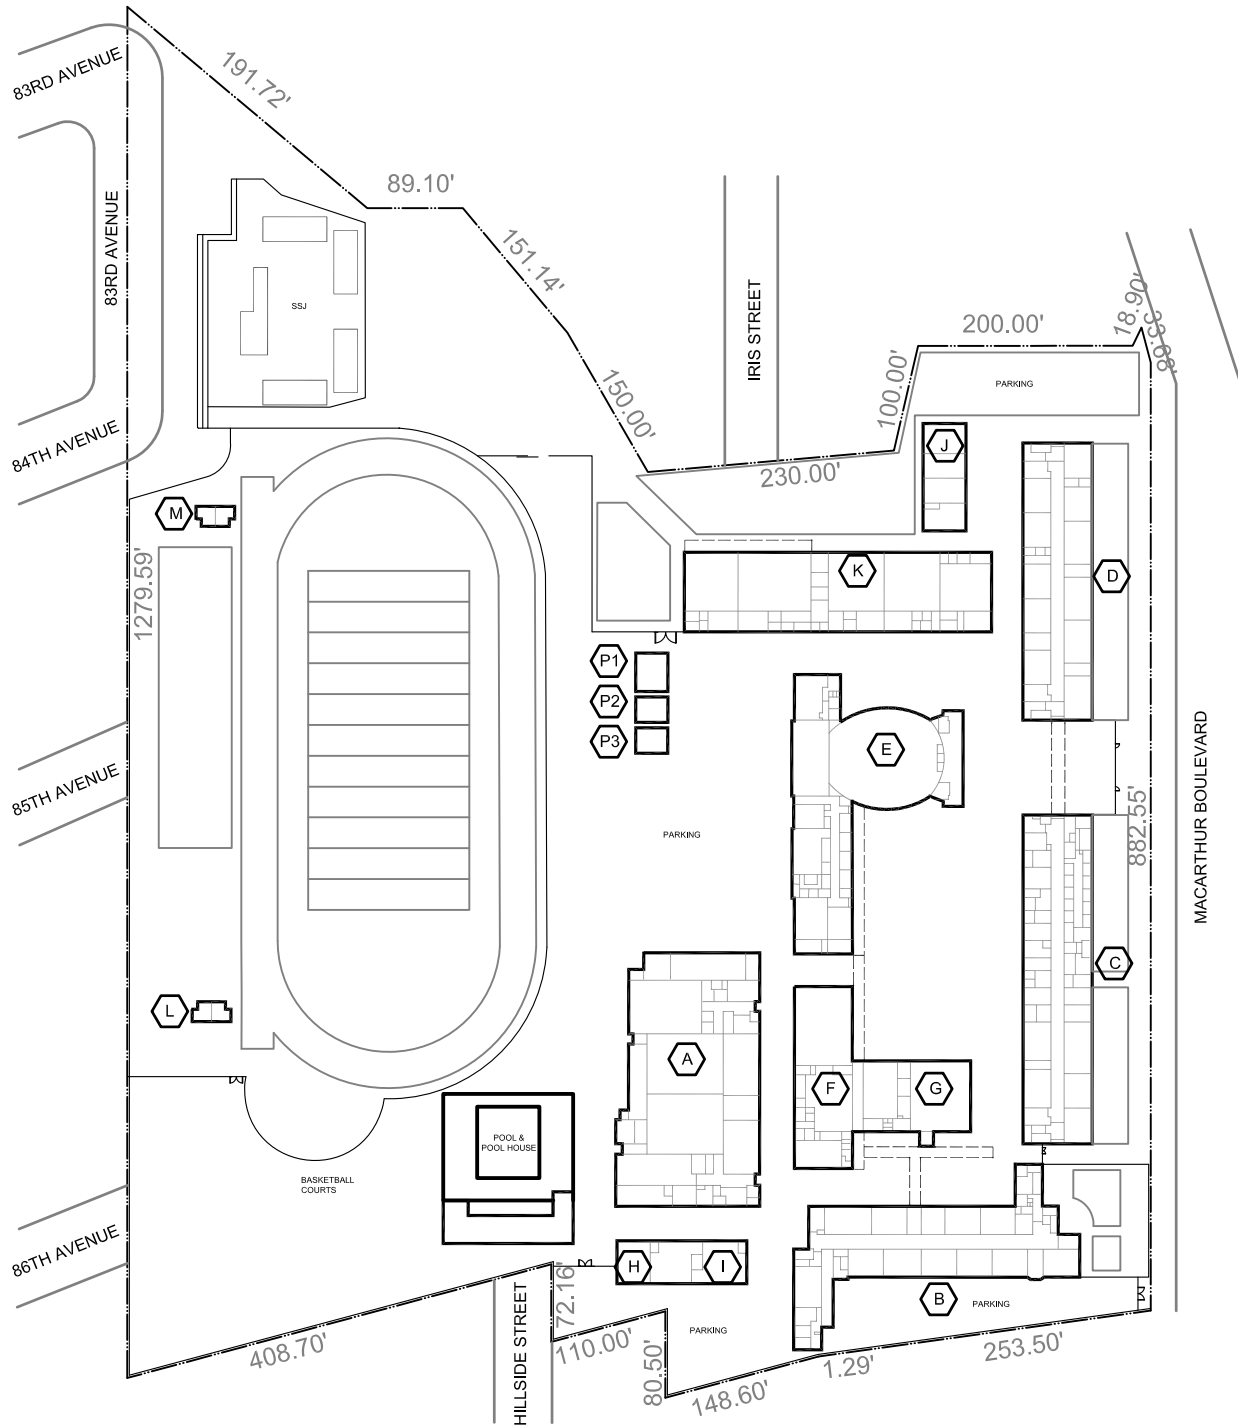 83RD AVENUE
191.72'
89.10'
83RD AVENUE
151.14'
SSJ
IRIS STREET
18.90'
33.68'
200.00'
PARKING
100.00'
150.00'
84TH AVENUE
J
230.00'
M
K
D
1279.59'
P1
P2
P3
E
MACARTHUR BOULEVARD
85TH AVENUE
PARKING
882.55'
C
L
A
F
G
POOL &
POOL HOUSE
BASKETBALL
COURTS
86TH AVENUE
H
I
72.16'
B
PARKING
HILLSIDE STREET
PARKING
408.70'
110.00'
253.50'
1.29'
80.50'
148.60'